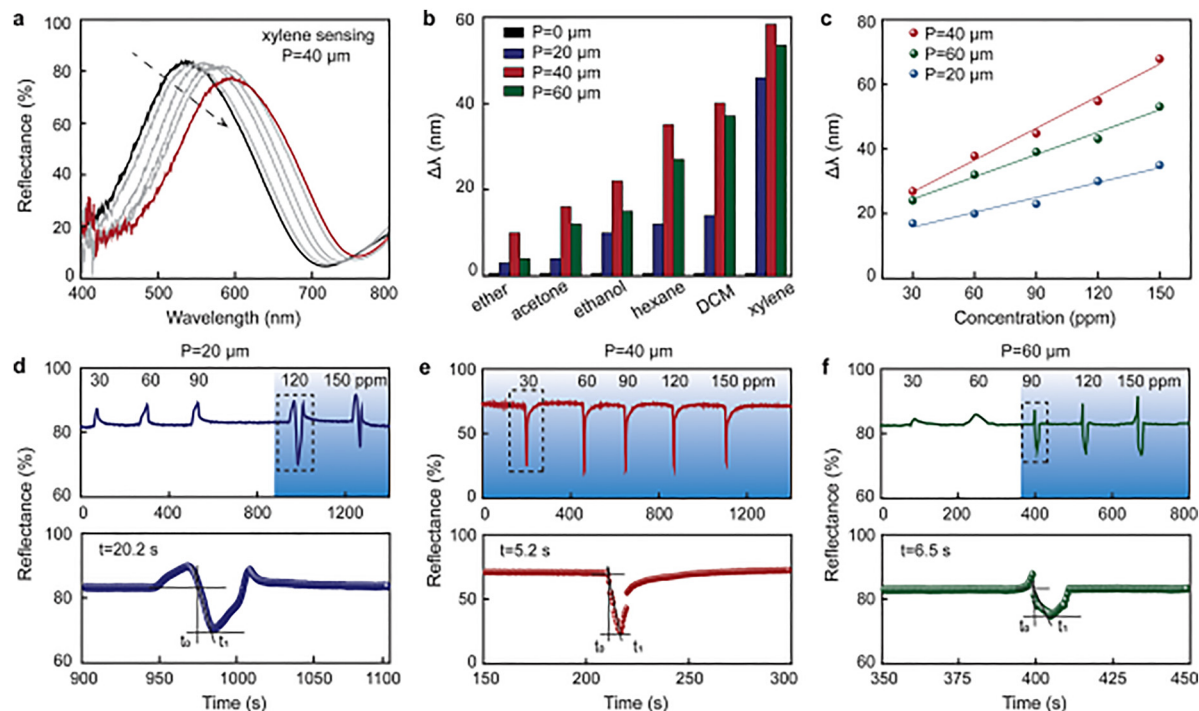 a
xylene sensing
P=40 μm
100
80
60
40
20
0
Reflectance (%)
400 500 600 700 800
Wavelength (nm)
b
P=0 μm
P=20 μm
P=40 μm
P=60 μm
60
40
20
0
Δλ (nm)
ether acetone ethanol hexane DCM xylene
c
P=40 μm
P=60 μm
P=20 μm
80
60
40
20
0
Δλ (nm)
30 60 90 120 150
Concentration (ppm)
d
P=20 μm
30 60 90 120 150 ppm
100
80
60
0 400 800 1200
Reflectance (%)
t=20.2 s
100
80
60
t₀ t₁
900 950 1000 1050 1100
Time (s)
e
P=40 μm
30 60 90 120 150 ppm
100
50
0
0 400 800 1200
Reflectance (%)
t=5.2 s
100
50
0
t₀ t₁
150 200 250 300
Time (s)
f
P=60 μm
30 60 90 120 150 ppm
100
80
60
0 200 400 600 800
Reflectance (%)
t=6.5 s
100
80
60
t₀ t₁
350 375 400 425 450
Time (s)